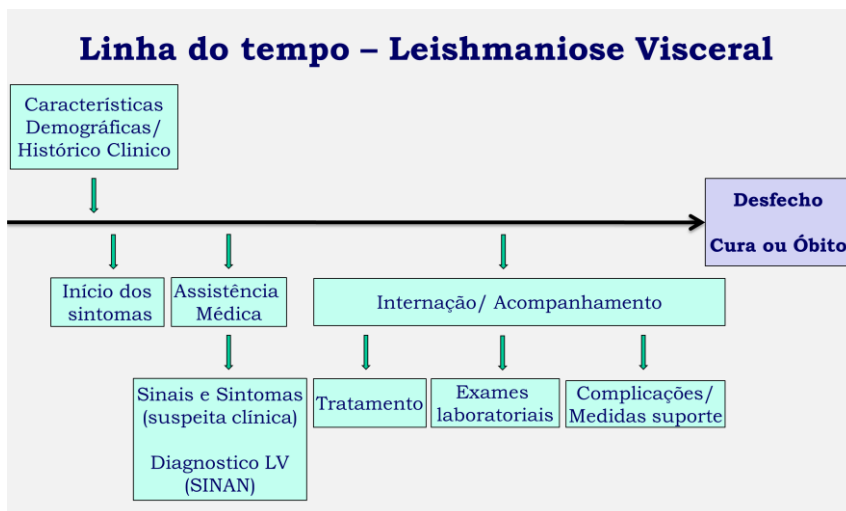 Linha do tempo – Leishmaniose Visceral
Características
Demográficas/
Histórico Clinico
Desfecho
Cura ou Óbito
Início dos
sintomas
Assistência
Médica
Internação/ Acompanhamento
Sinais e Sintomas
(suspeita clínica)
Diagnostico LV
(SINAN)
Tratamento
Exames
laboratoriais
Complicações/
Medidas suporte